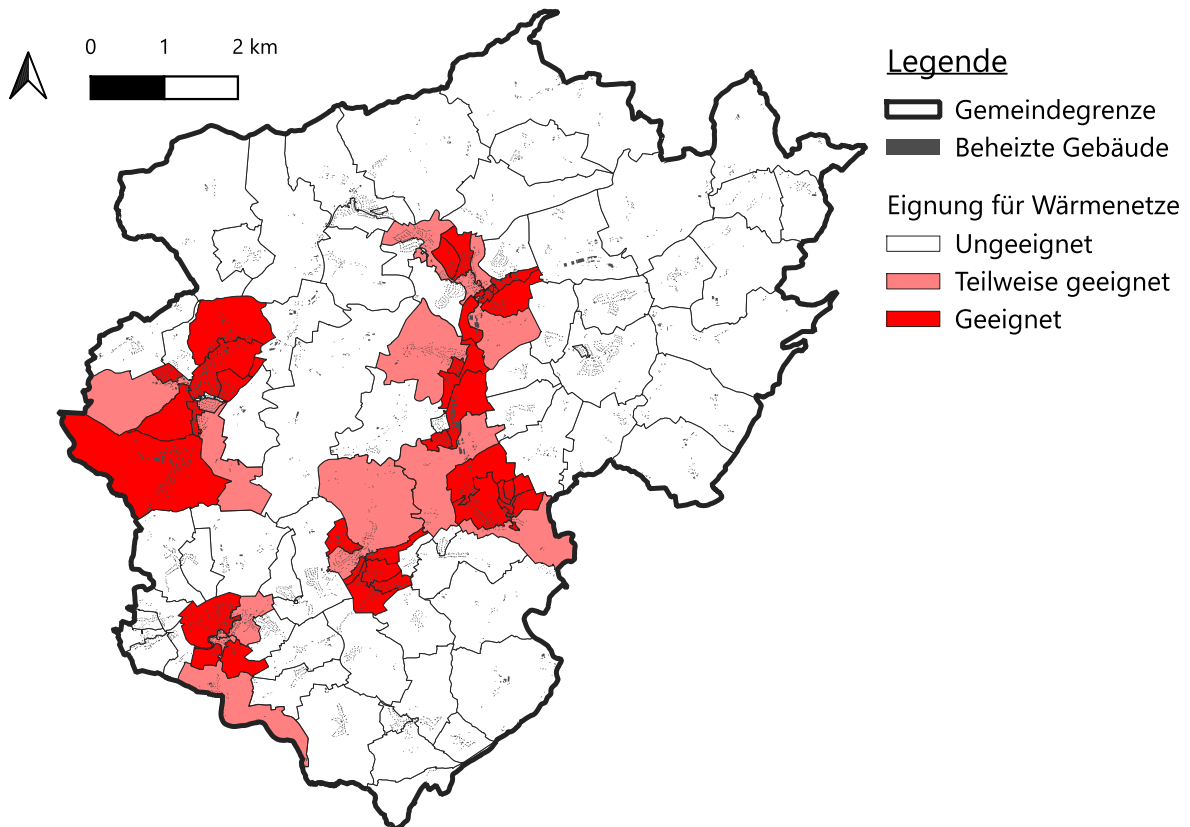 0 1 2 km
Legende
Gemeindegrenze
Beheizte Gebäude
Eignung für Wärmenetze
Ungeeignet
Teilweise geeignet
Geeignet